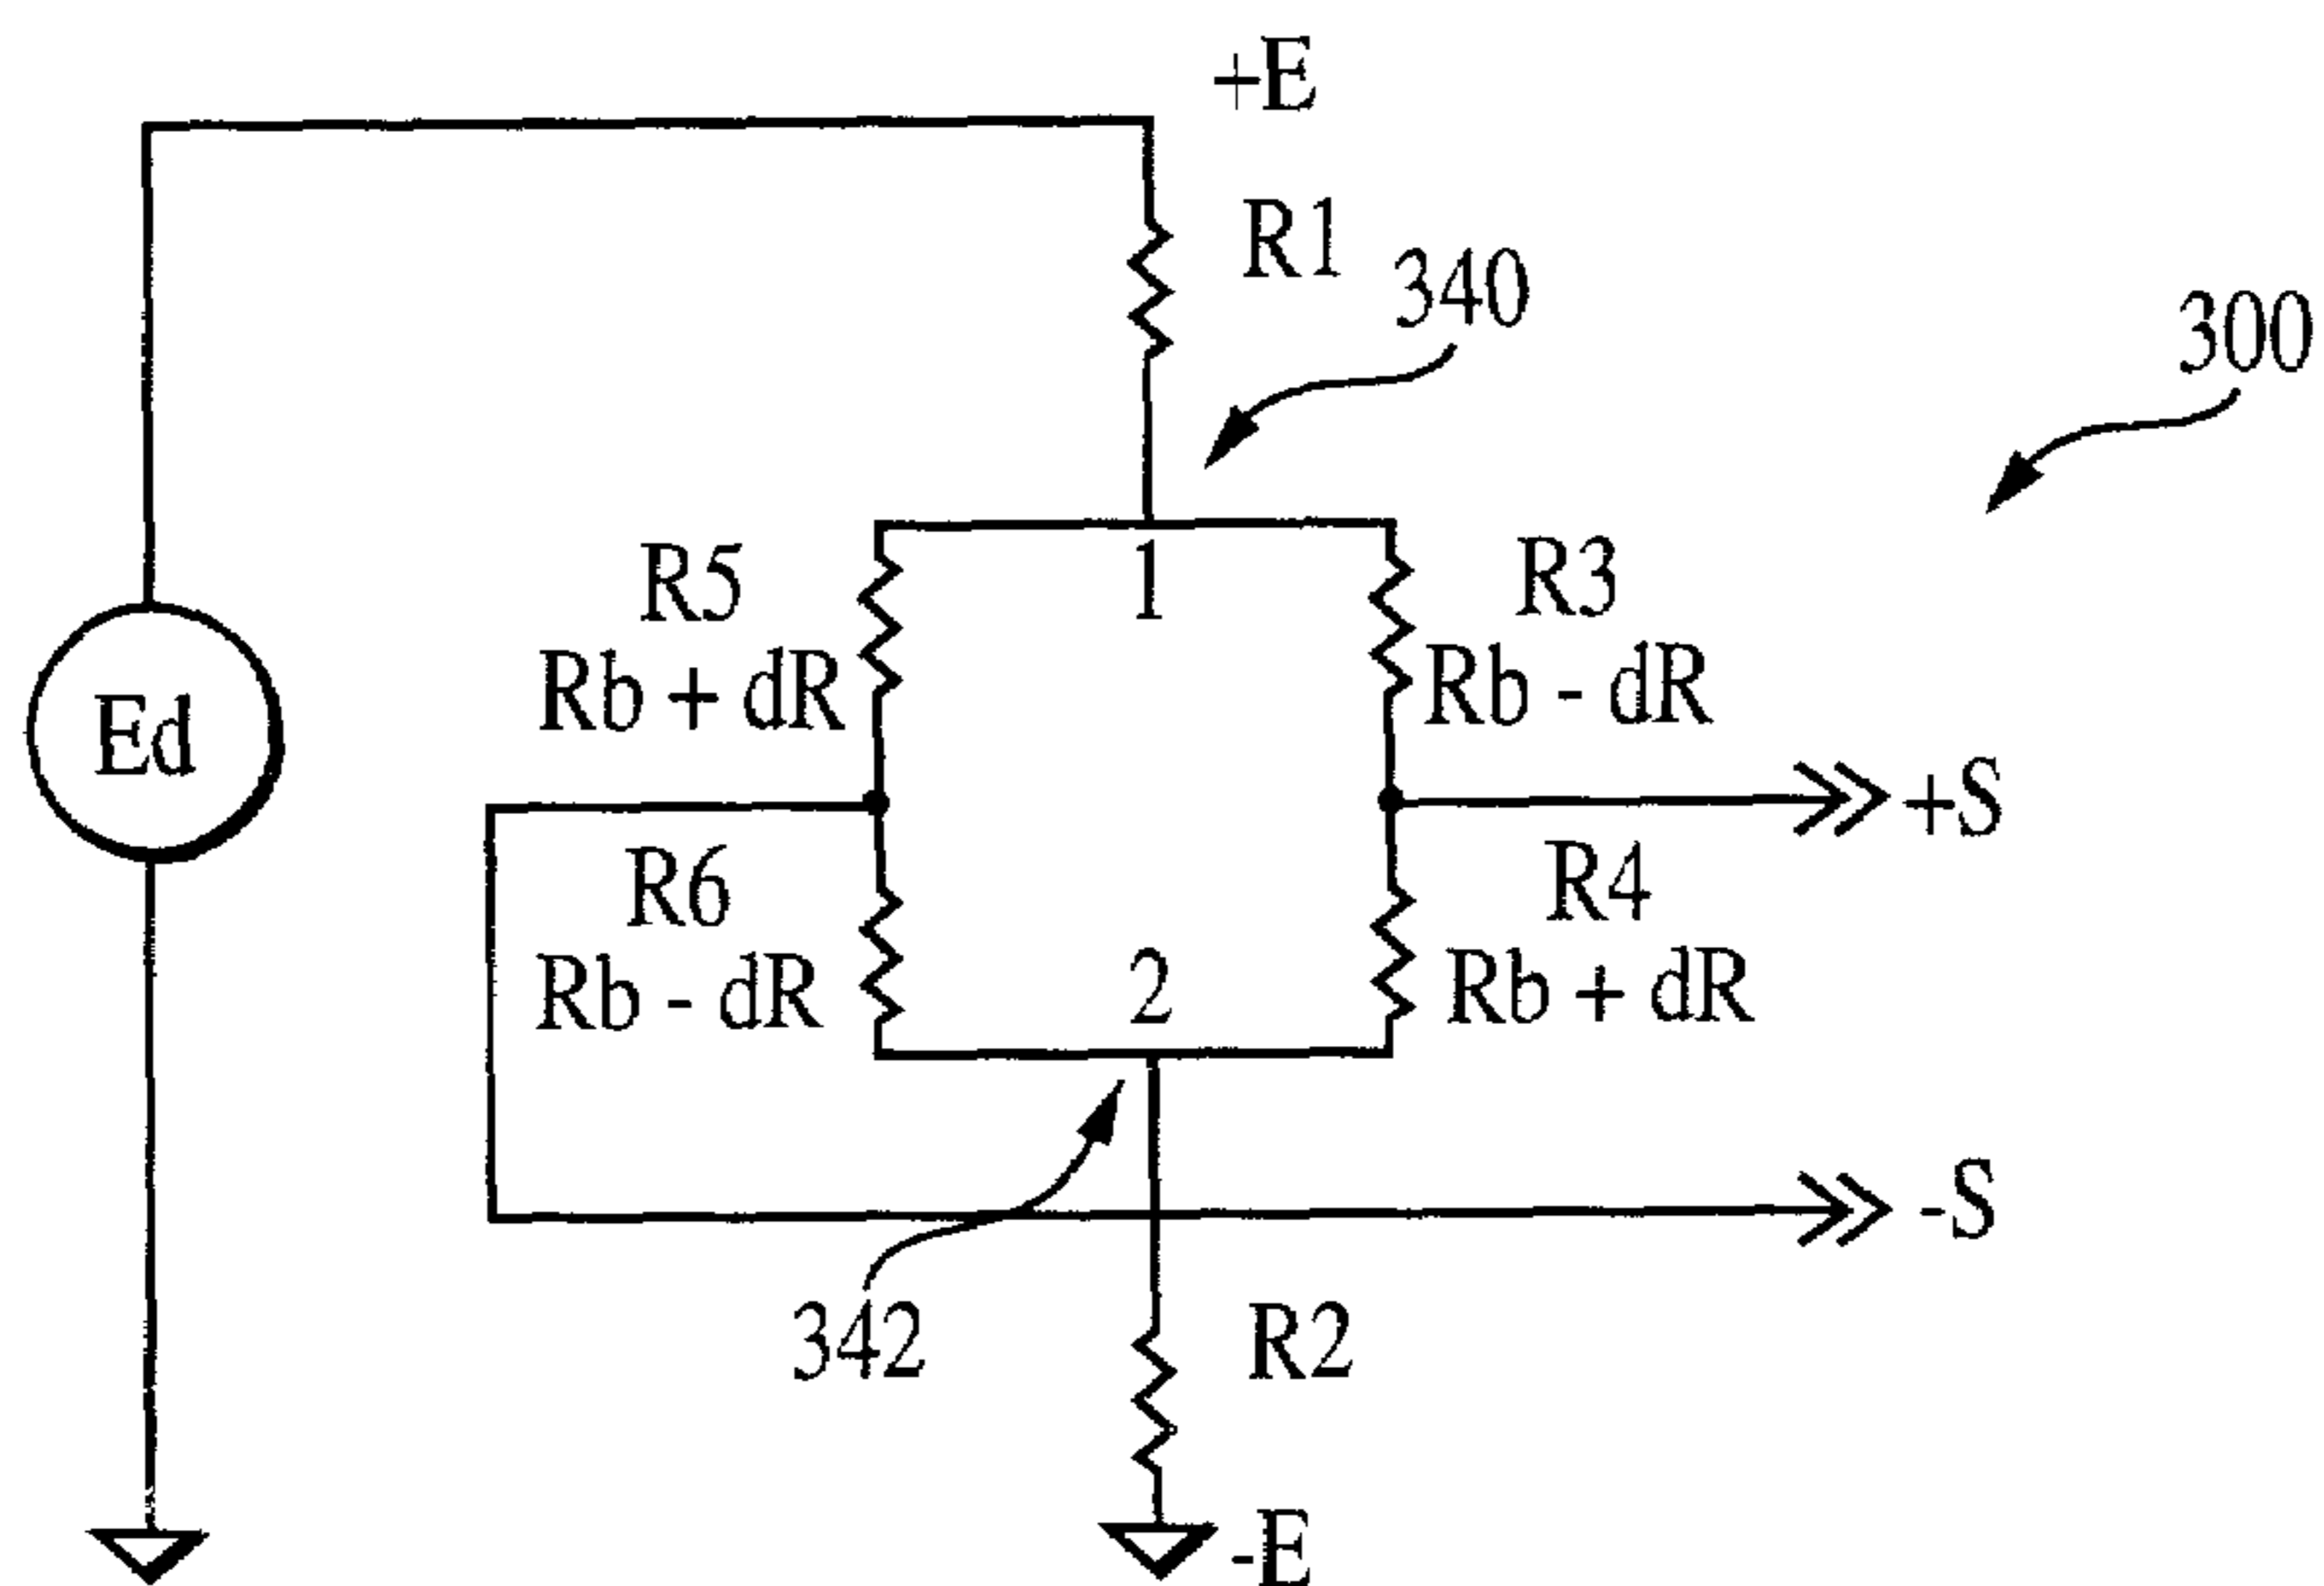 +E
R1
340
300
R5
Rb + dR
1
R3
Rb - dR
Ed
+S
R6
Rb - dR
2
R4
Rb + dR
-S
342
R2
-E